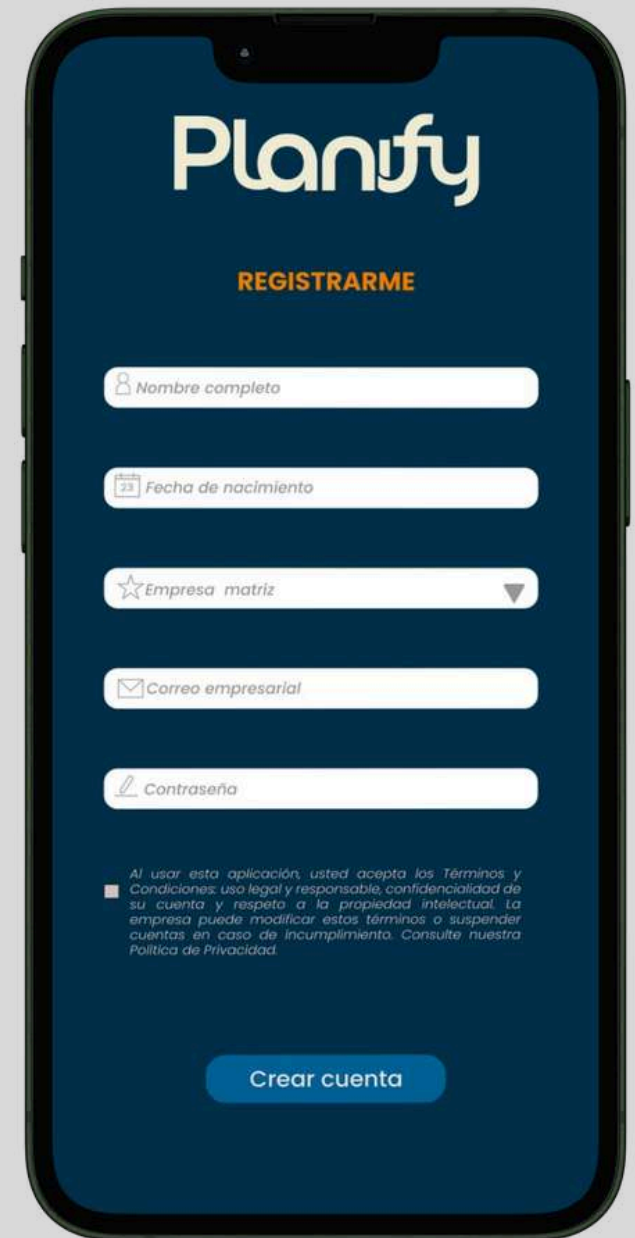 Planify
REGISTRARME
Nombre completo
23 Fecha de nacimiento
Empresa matriz
Correo empresarial
Contraseña
Al usar esta aplicación, usted acepta los Términos y
Condiciones: uso legal y responsable, confidencialidad de
su cuenta y respeto a la propiedad intelectual. La
empresa puede modificar estos términos o suspender
cuentas en caso de incumplimiento. Consulte nuestra
Política de Privacidad.
Crear cuenta